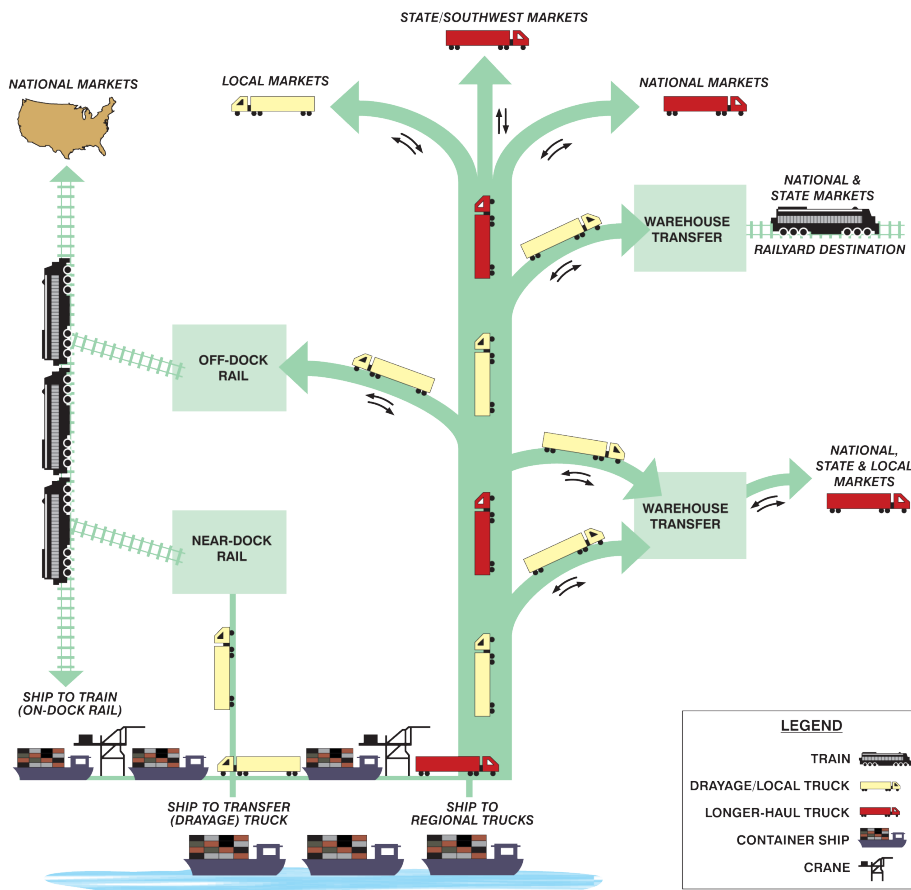 STATE/SOUTHWEST MARKETS
NATIONAL MARKETS
LOCAL MARKETS
NATIONAL MARKETS
NATIONAL &
STATE MARKETS
WAREHOUSE
TRANSFER
RAILYARD DESTINATION
OFF-DOCK
RAIL
NATIONAL,
STATE & LOCAL
MARKETS
WAREHOUSE
TRANSFER
NEAR-DOCK
RAIL
SHIP TO TRAIN
(ON-DOCK RAIL)
SHIP TO TRANSFER
(DRAYAGE) TRUCK
SHIP TO
REGIONAL TRUCKS
LEGEND
TRAIN
DRAYAGE/LOCAL TRUCK
LONGER-HAUL TRUCK
CONTAINER SHIP
CRANE